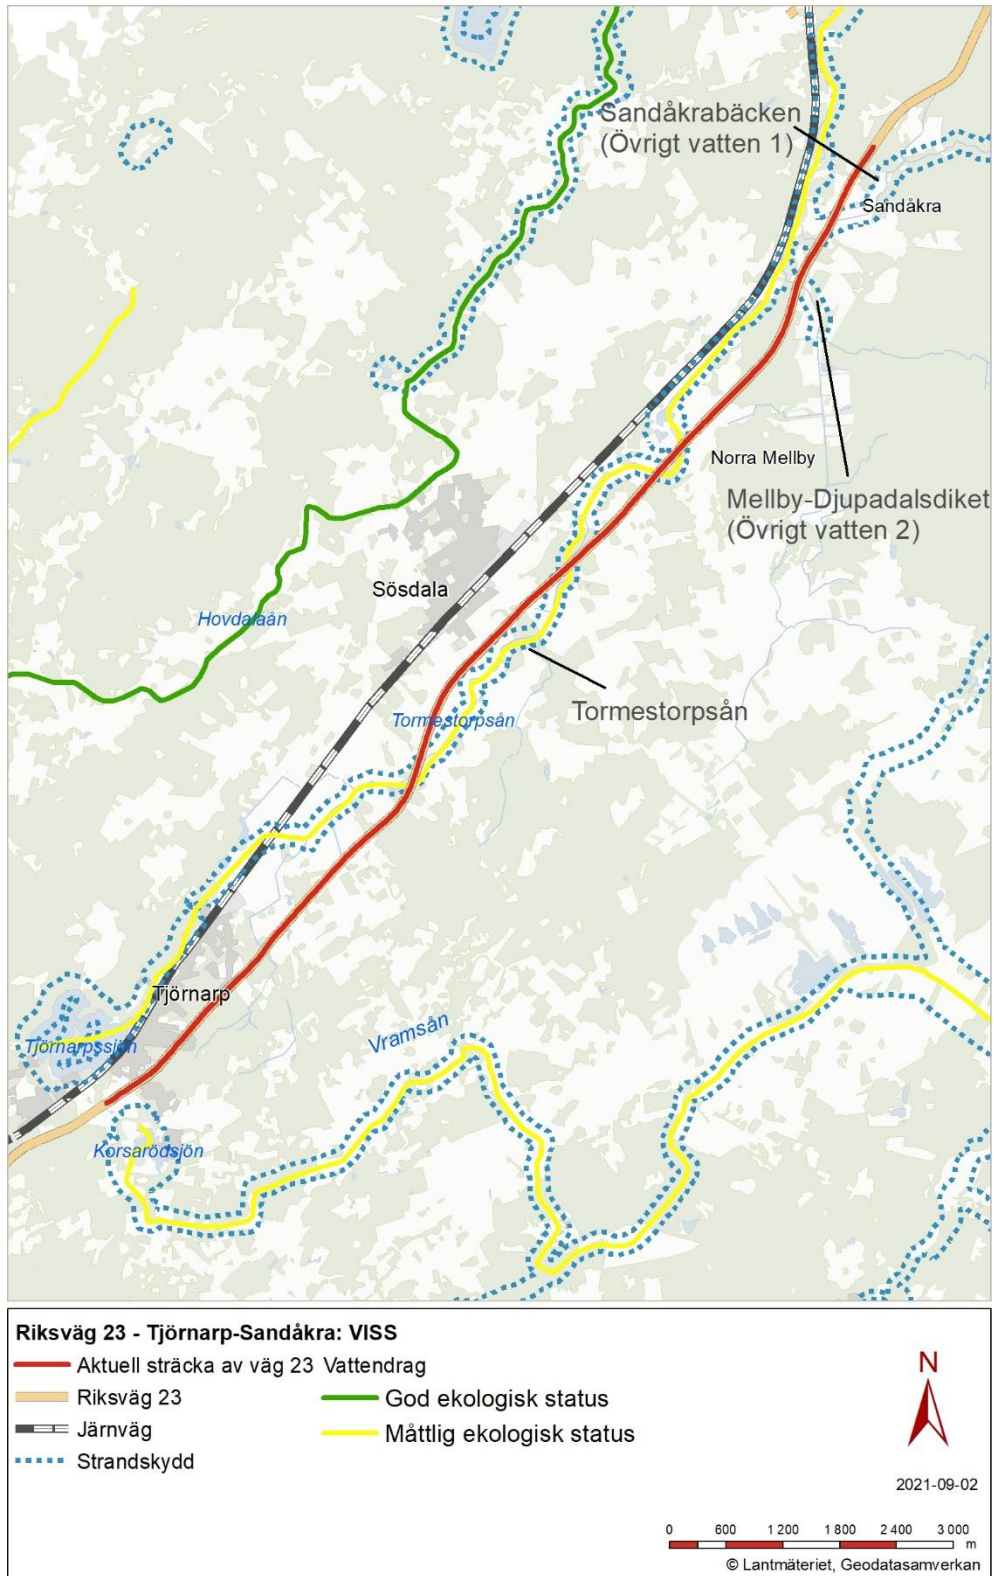 Sandåkrabäcken
(Övrigt vatten 1)
Sandåkra
Norra Mellby
Mellby-Djupadalsdiket
(Övrigt vatten 2)
Sösdala
Hovdalaån
Tormestorpsån
Tormestorpsån
Tjörnarp
Vramsån
Tjörnarpssjön
Korsarödsjön
Riksväg 23 - Tjörnarp-Sandåkra: VISS
Aktuell sträcka av väg 23 Vattendrag
Riksväg 23
God ekologisk status
Järnväg
Måttlig ekologisk status
Strandskydd
N
2021-09-02
0 600 1 200 1 800 2 400 3 000
m
© Lantmäteriet, Geodatasamverkan